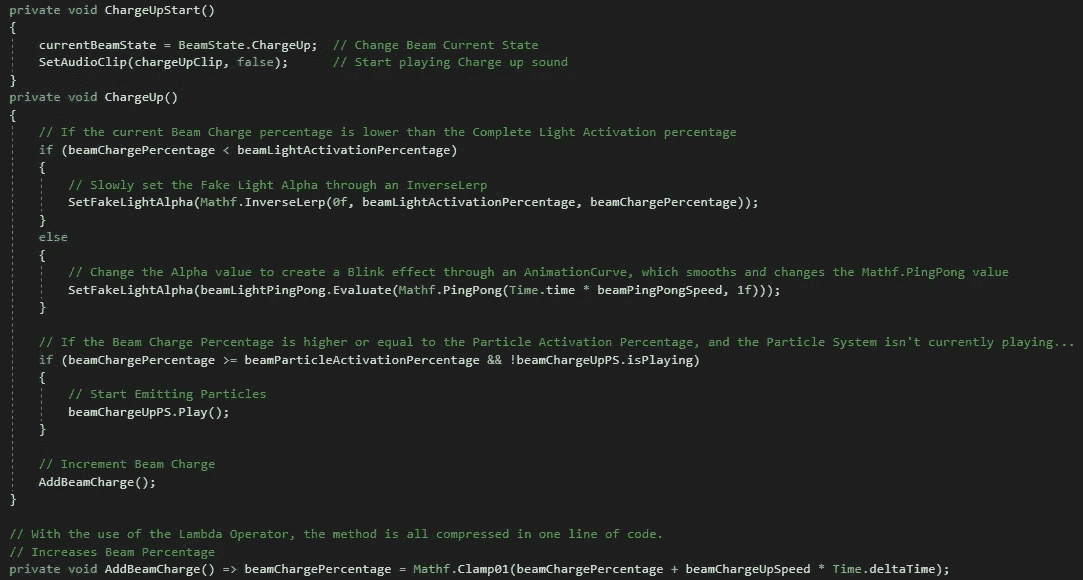 private void ChargeUpStart()
{
    currentBeamState = BeamState.ChargeUp;  // Change Beam Current State
    SetAudioClip(chargeUpClip, false);      // Start playing Charge up sound
}
private void ChargeUp()
{
    // If the current Beam Charge percentage is lower than the Complete Light Activation percentage
    if (beamChargePercentage < beamLightActivationPercentage)
    {
        // Slowly set the Fake Light Alpha through an InverseLerp
        SetFakeLightAlpha(Mathf.InverseLerp(0f, beamLightActivationPercentage, beamChargePercentage));
    }
    else
    {
        // Change the Alpha value to create a Blink effect through an AnimationCurve, which smooths and changes the Mathf.PingPong value
        SetFakeLightAlpha(beamLightPingPong.Evaluate(Mathf.PingPong(Time.time * beamPingPongSpeed, 1f)));
    }

    // If the Beam Charge Percentage is higher or equal to the Particle Activation Percentage, and the Particle System isn't currently playing...
    if (beamChargePercentage >= beamParticleActivationPercentage && !beamChargeUpPS.isPlaying)
    {
        // Start Emitting Particles
        beamChargeUpPS.Play();
    }

    // Increment Beam Charge
    AddBeamCharge();
}

// With the use of the Lambda Operator, the method is all compressed in one line of code.
// Increases Beam Percentage
private void AddBeamCharge() => beamChargePercentage = Mathf.Clamp01(beamChargePercentage + beamChargeUpSpeed * Time.deltaTime);